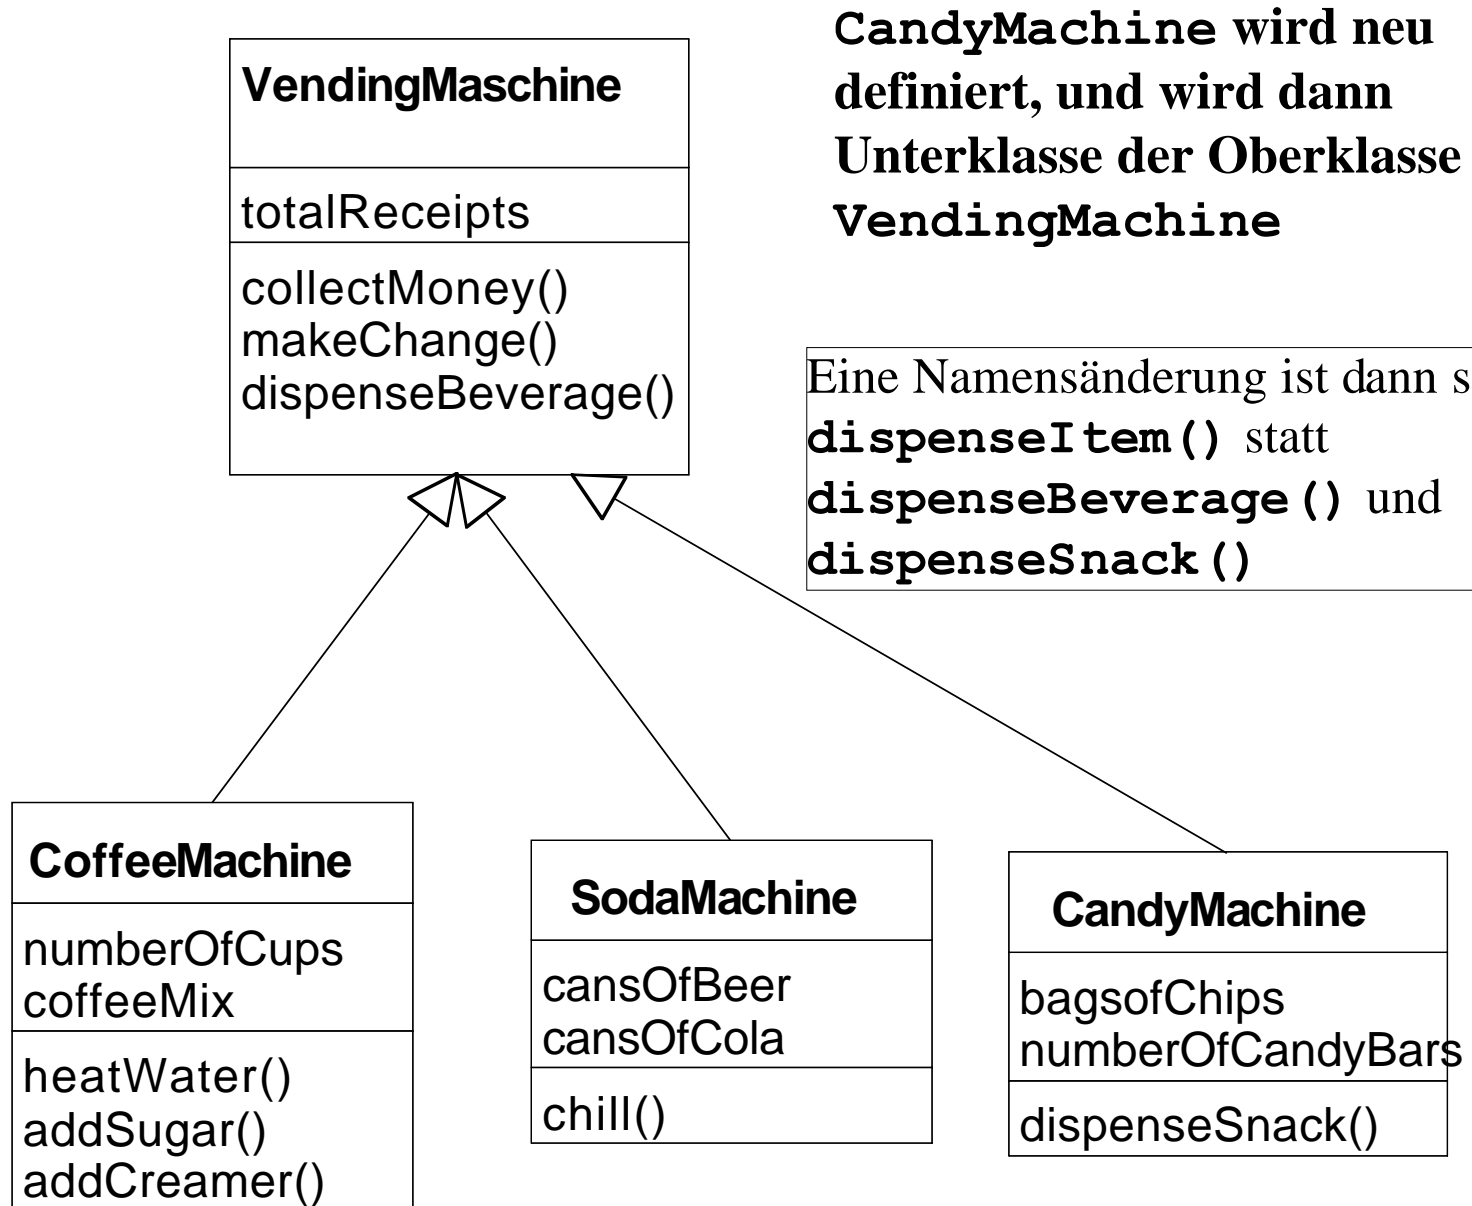 VendingMaschine
totalReceipts
collectMoney()
makeChange()
dispenseBeverage()
CandyMachine wird neu
definiert, und wird dann
Unterklasse der Oberklasse
VendingMachine
Eine Namensänderung ist dann
dispenseItem() statt
dispenseBeverage() und
dispenseSnack()
CoffeeMachine
numberOfCups
coffeeMix
heatWater()
addSugar()
addCreamer()
SodaMachine
cansOfBeer
cansOfCola
chill()
CandyMachine
bagsofChips
numberOfCandyBars
dispenseSnack()